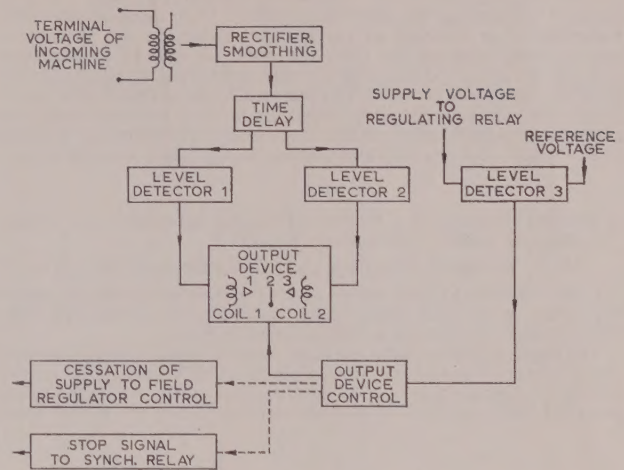 TERMINAL
VOLTAGE OF
INCOMING
MACHINE
RECTIFIER,
SMOOTHING
TIME
DELAY
SUPPLY VOLTAGE
TO
REGULATING RELAY
REFERENCE
VOLTAGE
LEVEL
DETECTOR 1
LEVEL
DETECTOR 2
LEVEL
DETECTOR 3
OUTPUT
DEVICE
1 2 3
COIL 1 COIL 2
CESSATION OF
SUPPLY TO FIELD
REGULATOR CONTROL
OUTPUT
DEVICE
CONTROL
STOP SIGNAL
TO SYNCH. RELAY